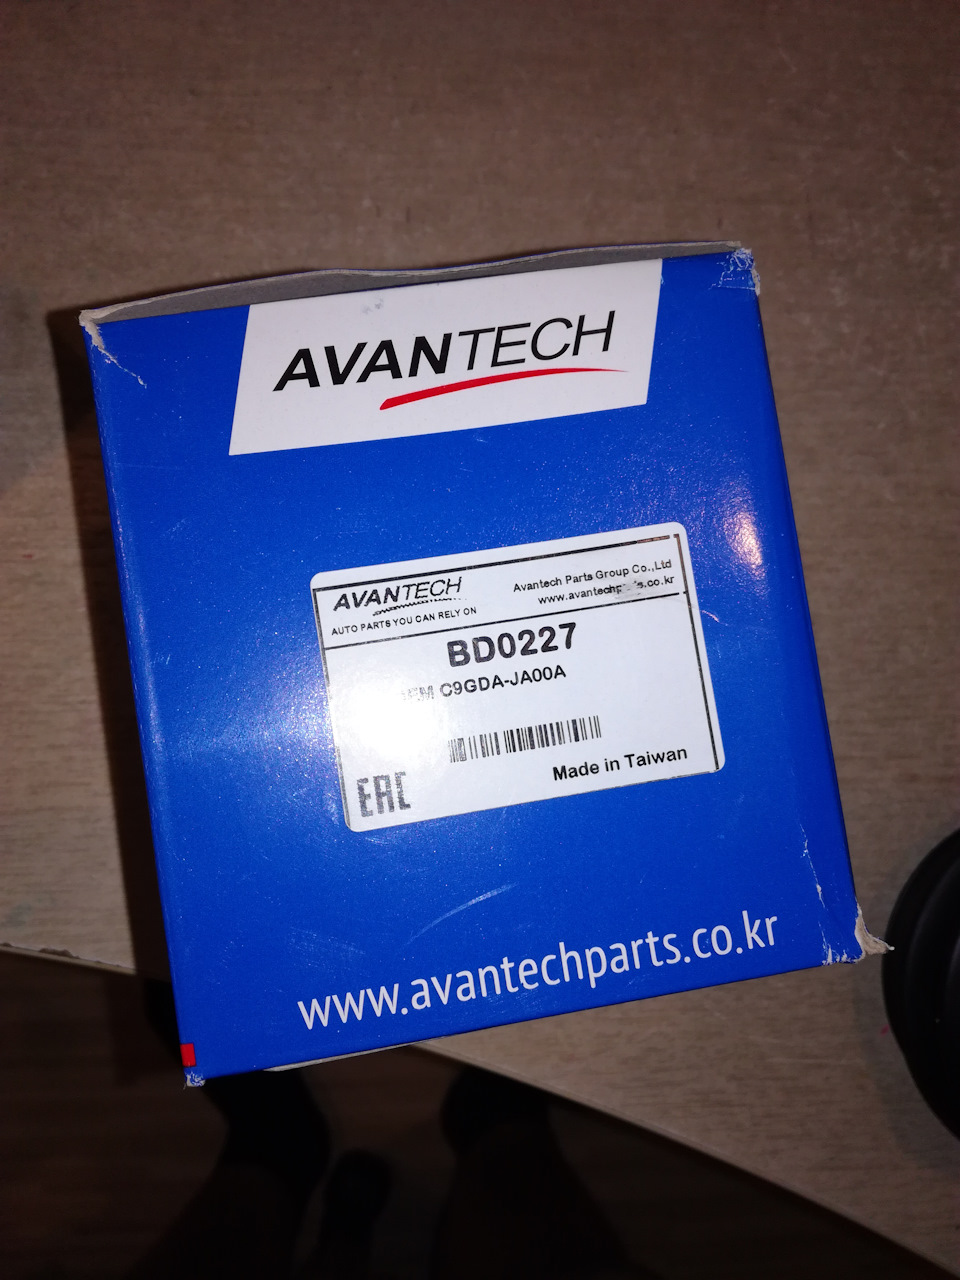 AVANTECH
AVANTECH
AUTO PARTS YOU CAN RELY ON
Avantech Parts Group Co.,Ltd
BD0227
C9GDA-JA00A
EAC
Made in Taiwan
www.avantechparts.co.kr